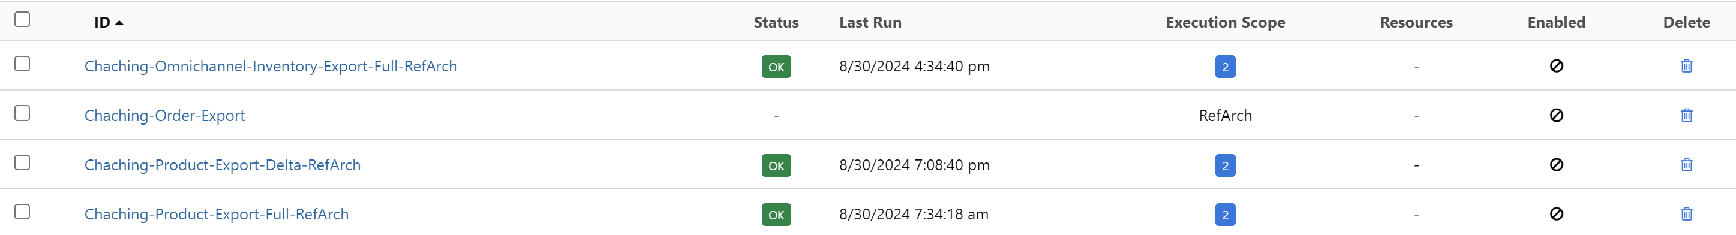 ID Status Last Run Execution Scope Resources Enabled Delete
Chaching-Omnichannel-Inventory-Export-Full-RefArch OK 8/30/2024 4:34:40 pm 2 -
Chaching-Order-Export - RefArch -
Chaching-Product-Export-Delta-RefArch OK 8/30/2024 7:08:40 pm 2 -
Chaching-Product-Export-Full-RefArch OK 8/30/2024 7:34:18 am 2 -